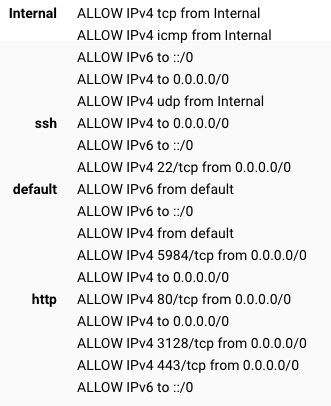 Internal ALLOW IPv4 tcp from Internal
ALLOW IPv4 icmp from Internal
ALLOW IPv6 to ::/0
ALLOW IPv4 to 0.0.0.0/0
ALLOW IPv4 udp from Internal
ssh ALLOW IPv4 to 0.0.0.0/0
ALLOW IPv6 to ::/0
ALLOW IPv4 22/tcp from 0.0.0.0/0
default ALLOW IPv6 from default
ALLOW IPv6 to ::/0
ALLOW IPv4 from default
ALLOW IPv4 5984/tcp from 0.0.0.0/0
ALLOW IPv4 to 0.0.0.0/0
http ALLOW IPv4 80/tcp from 0.0.0.0/0
ALLOW IPv4 to 0.0.0.0/0
ALLOW IPv4 3128/tcp from 0.0.0.0/0
ALLOW IPv4 443/tcp from 0.0.0.0/0
ALLOW IPv6 to ::/0